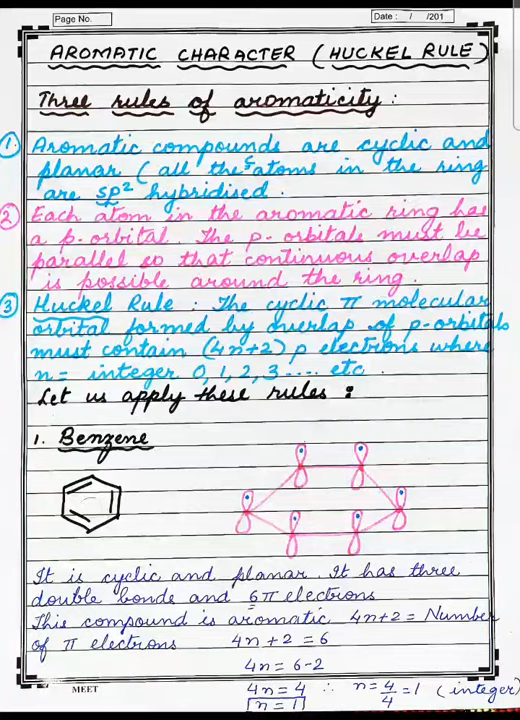 Page No.
Date : / /201
AROMATIC CHARACTER (HUCKEL RULE)
Three rules of aromaticity :
1. Aromatic compounds are cyclic and
planar (all the atoms in the ring
are sp² hybridised.
2 Each atom in the aromatic ring has
a p-orbital. The p-orbitals must be
parallel so that continuous overlap
is possible around the ring.
3 Huckel Rule : The cyclic π molecular
orbital formed by overlap of p-orbitals
must contain (4n+2) p electrons where
n = integer 0, 1, 2, 3 .... etc.
Let us apply these rules :
1. Benzene
It is cyclic and planar. It has three
double bonds and 6π electrons
This compound is aromatic 4n+2 = Number
of π electrons 4n+2 = 6
4n = 6-2
4n = 4 ∴ n = 4/4 = 1 (integer)
n = 1
MEET